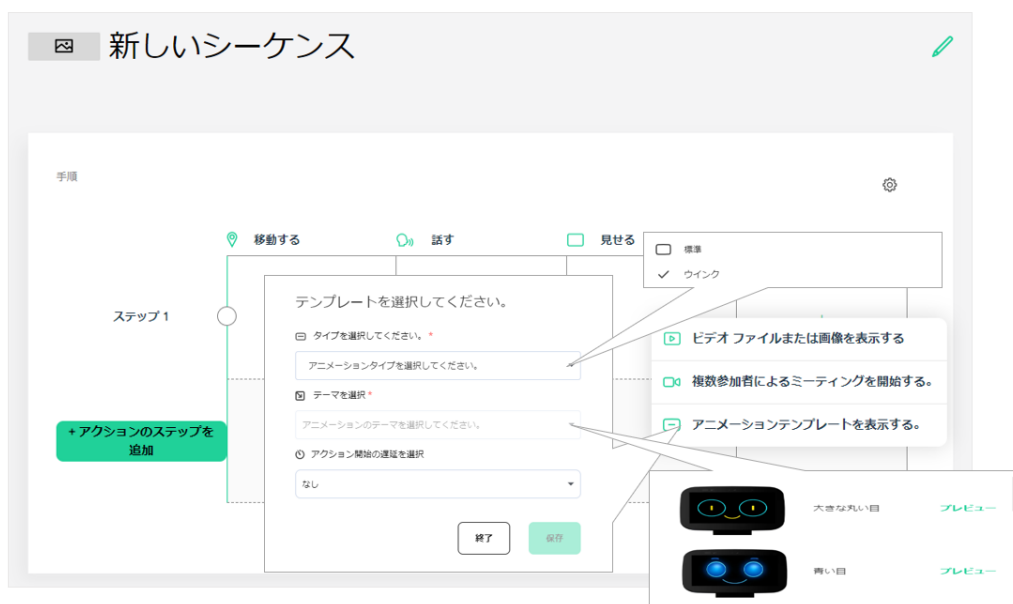 新しいシーケンス
手順
移動する
話す
見せる
標準
ウインク
テンプレートを選択してください。
タイプを選択してください。*
アニメーションタイプを選択してください。
テーマを選択*
アニメーションのテーマを選択してください。
アクション開始の遅延を選択
なし
終了
保存
ステップ 1
+ アクションのステップを
追加
ビデオ ファイルまたは画像を表示する
複数参加者によるミーティングを開始する。
アニメーションテンプレートを表示する。
大きな丸い目
プレビュー
青い目
プレビュー